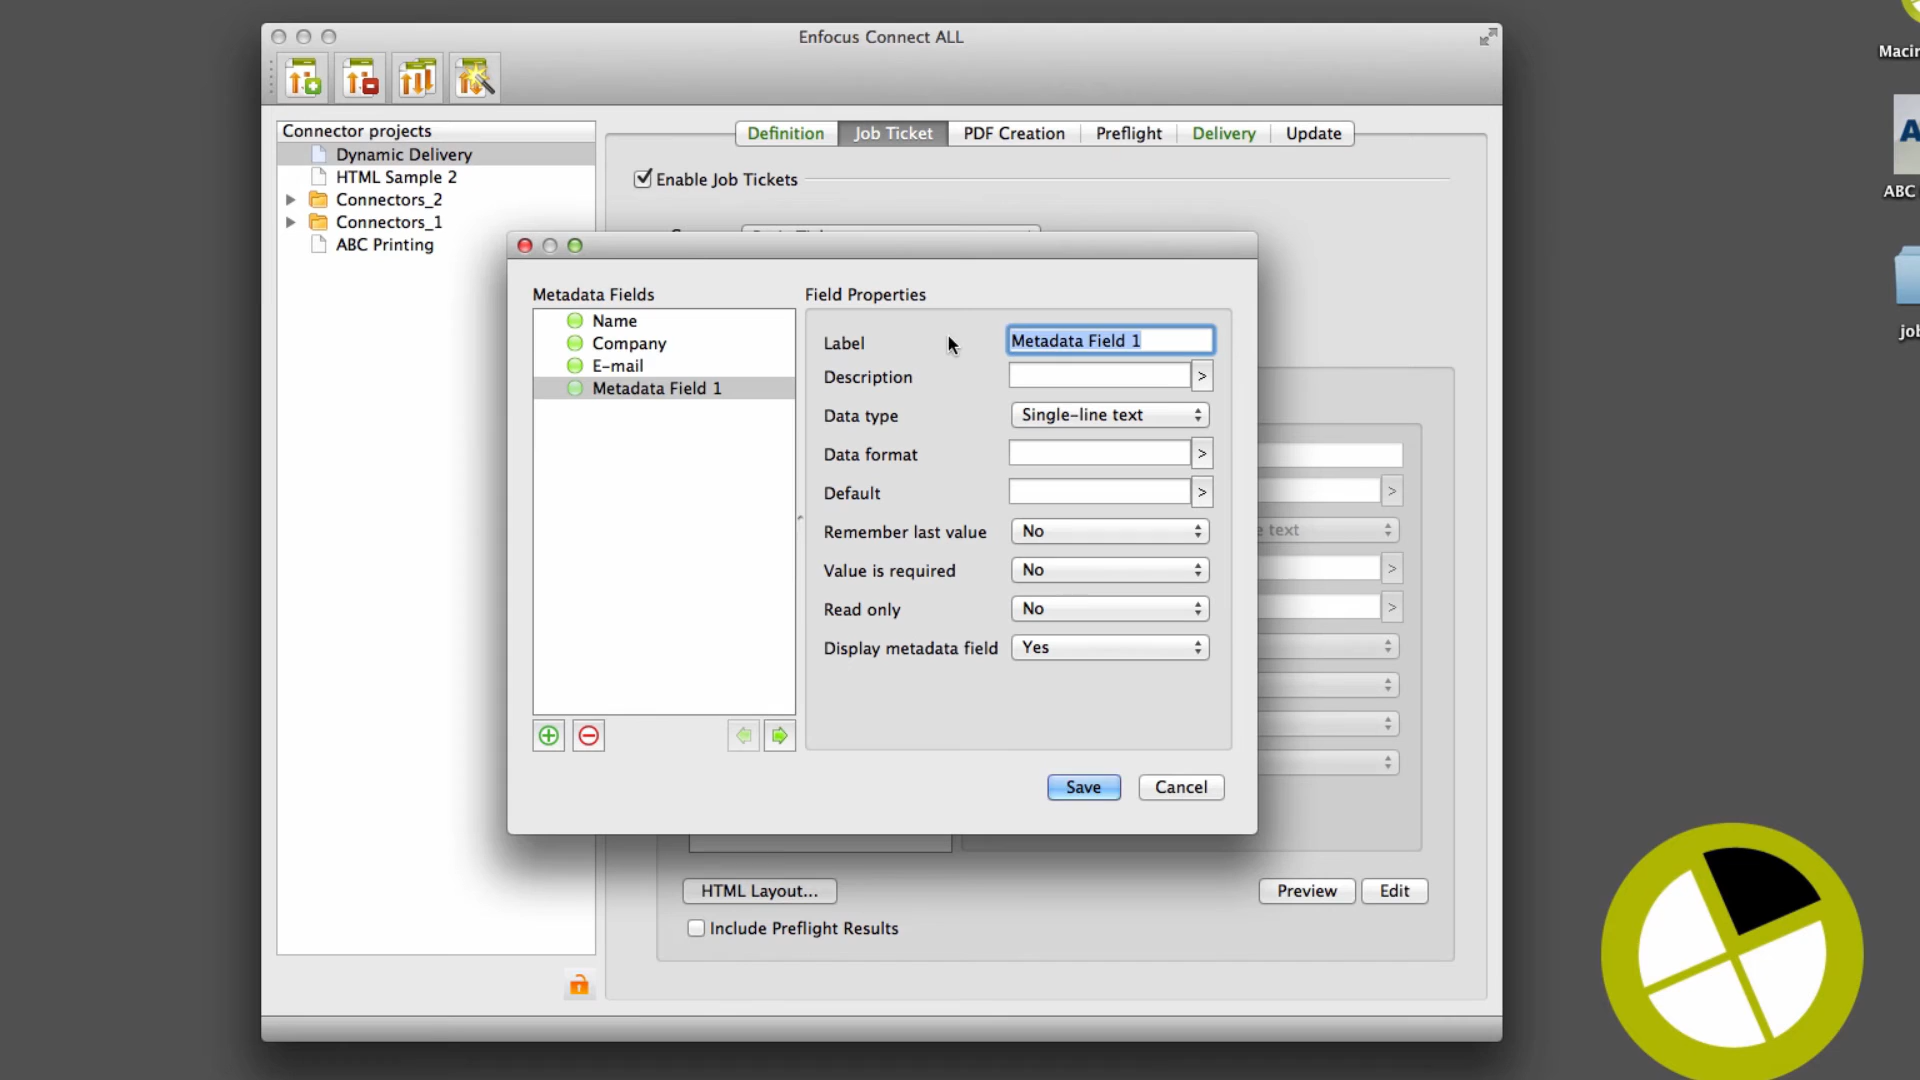 Enfocus Connect ALL
Connector projects
Dynamic Delivery
HTML Sample 2
Connectors_2
Connectors_1
ABC Printing
Definition
Job Ticket
PDF Creation
Preflight
Delivery
Update
Enable Job Tickets
Metadata Fields
Name
Company
E-mail
Metadata Field 1
Field Properties
Label
Metadata Field 1
Description
>
Data type
Single-line text
Data format
>
Default
>
Remember last value
No
Value is required
No
Read only
No
Display metadata field
Yes
Save
Cancel
>
e text
>
>
HTML Layout...
Preview
Edit
Include Preflight Results
Macin
A
ABC
job